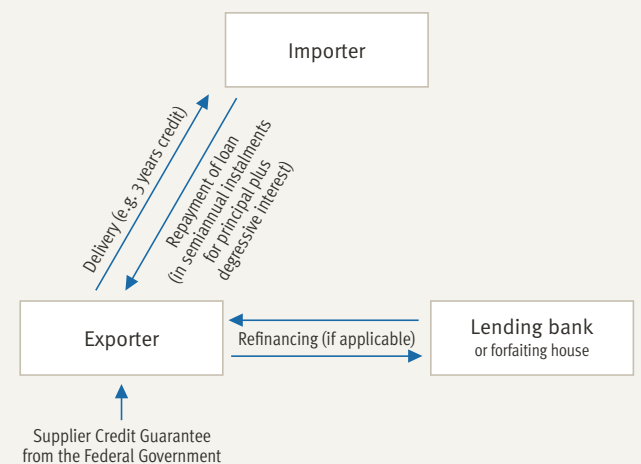 Importer
Delivery (e.g. 3 years credit)
Repayment of loan
(in semiannual instalments
for principal plus
degressive interest)
Exporter
Refinancing (if applicable)
Lending bank
or forfaiting house
Supplier Credit Guarantee
from the Federal Government